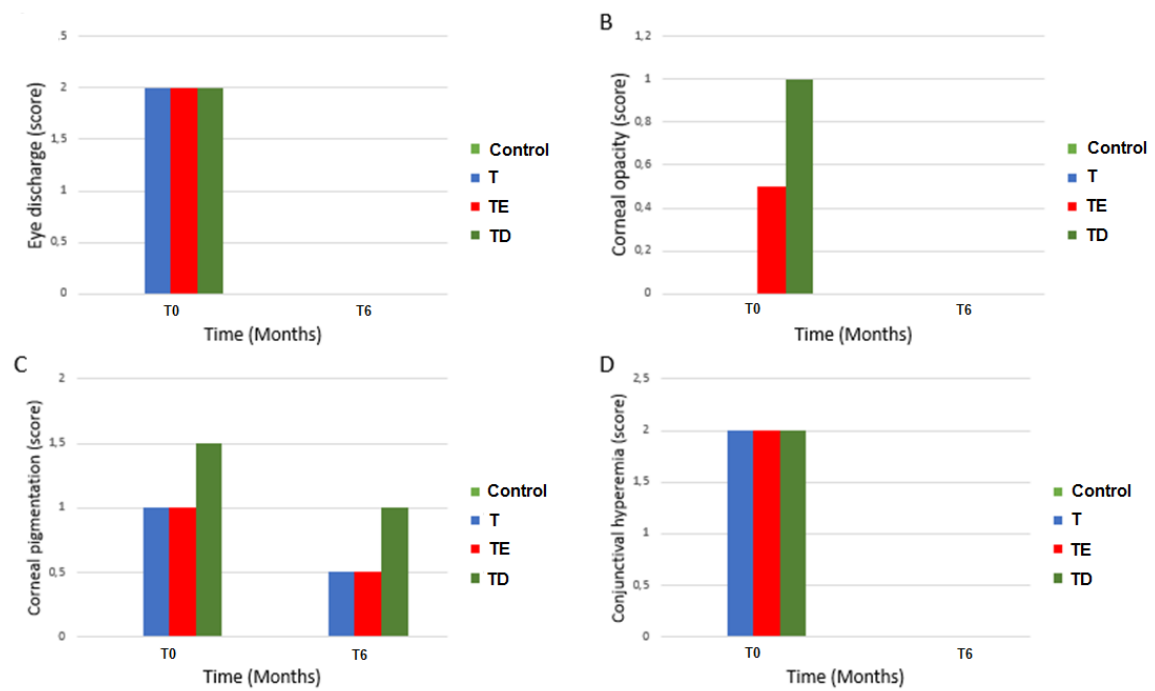 Eye discharge (score)
,5
2
1,5
1
0,5
0
T0
T6
Time (Months)
Control
T
TE
TD
B
Corneal opacity (score)
1,2
1
0,8
0,6
0,4
0,2
0
T0
T6
Time (Months)
Control
T
TE
TD
C
Corneal pigmentation (score)
2
1,5
1
0,5
0
T0
T6
Time (Months)
Control
T
TE
TD
D
Conjunctival hyperemia (score)
2,5
2
1,5
1
0,5
0
T0
T6
Time (Months)
Control
T
TE
TD